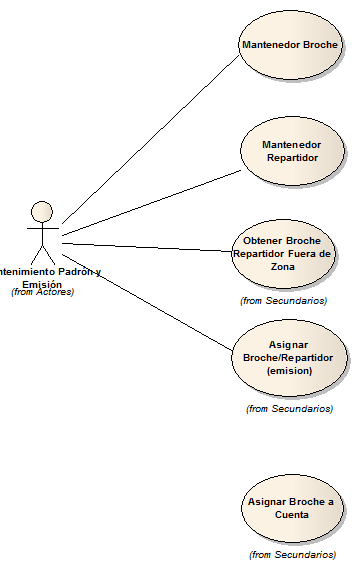 Mantenedor Broche
Mantenedor
Repartidor
Obtener Broche
Repartidor Fuera de
Zona
(from Secundarios)
ntenimiento Padrón y
Emisión
(from Actores)
Asignar
Broche/Repartidor
(emision)
(from Secundarios)
Asignar Broche a
Cuenta
(from Secundarios)